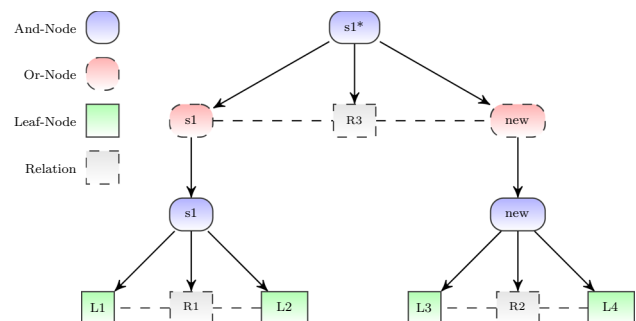 And-Node
Or-Node
Leaf-Node
Relation
s1*
s1
R3
new
s1
new
L1
R1
L2
L3
R2
L4